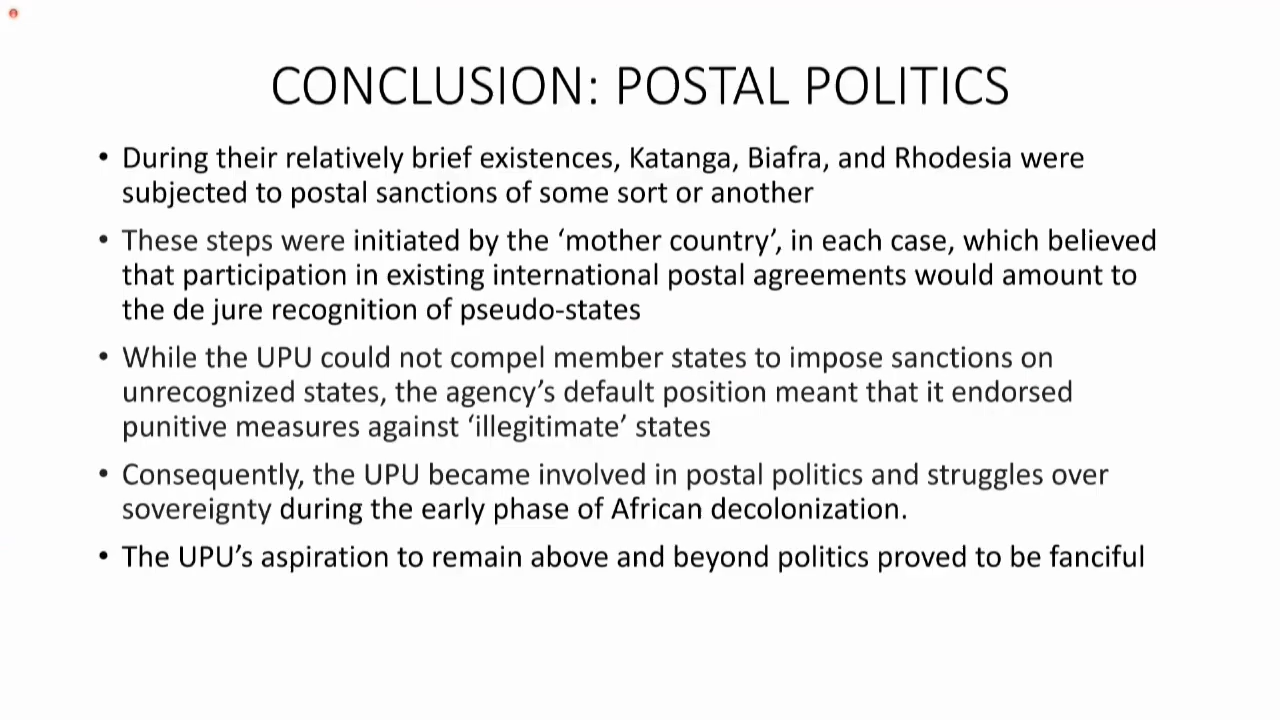 CONCLUSION: POSTAL POLITICS
• During their relatively brief existences, Katanga, Biafra, and Rhodesia were
subjected to postal sanctions of some sort or another
• These steps were initiated by the ‘mother country’, in each case, which believed
that participation in existing international postal agreements would amount to
the de jure recognition of pseudo-states
• While the UPU could not compel member states to impose sanctions on
unrecognized states, the agency’s default position meant that it endorsed
punitive measures against ‘illegitimate’ states
• Consequently, the UPU became involved in postal politics and struggles over
sovereignty during the early phase of African decolonization.
• The UPU’s aspiration to remain above and beyond politics proved to be fanciful